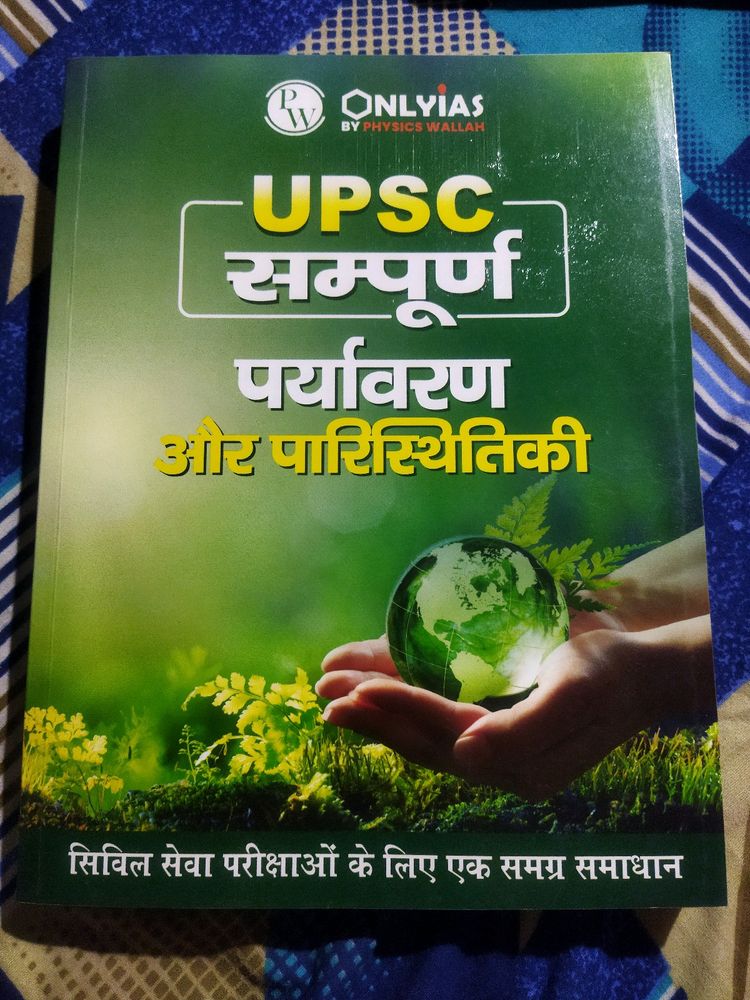 PW ONLYIAS
BY PHYSICS WALLAH
UPSC
सम्पूर्ण
पर्यावरण
और पारिस्थितिकी
सिविल सेवा परीक्षाओं के लिए एक समग्र समाधान